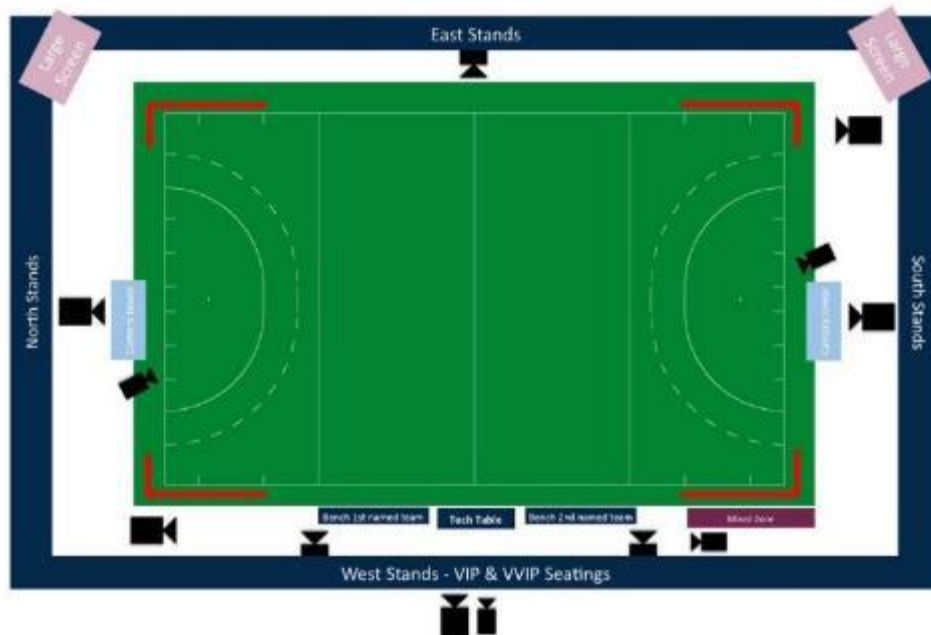 East Stands
Large
Screen
Large
Screen
North Stands
South Stands
Bench 1st named team
Tech Table
Bench 2nd named team
Mixed Zone
West Stands - VIP & VVIP Seatings